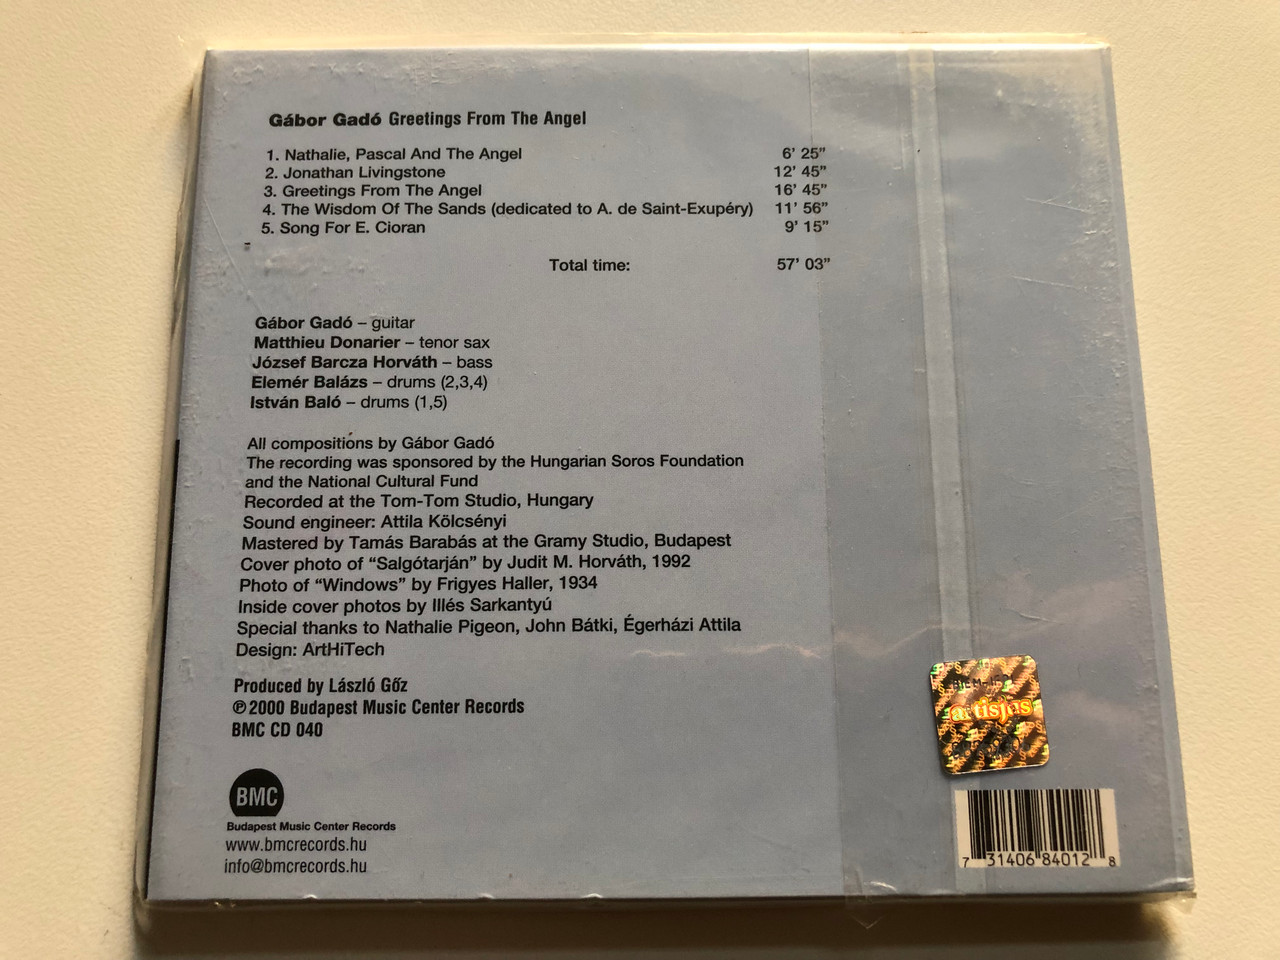 Gábor Gadó Greetings From The Angel
1. Nathalie, Pascal And The Angel 6’ 25”
2. Jonathan Livingstone 12’ 45”
3. Greetings From The Angel 16’ 45”
4. The Wisdom Of The Sands (dedicated to A. de Saint-Exupéry) 11’ 56”
5. Song For E. Cioran 9’ 15”
Total time: 57’ 03”
Gábor Gadó – guitar
Matthieu Donarier – tenor sax
József Barcza Horváth – bass
Elemér Balázs – drums (2,3,4)
István Baló – drums (1,5)
All compositions by Gábor Gadó
The recording was sponsored by the Hungarian Soros Foundation
and the National Cultural Fund
Recorded at the Tom-Tom Studio, Hungary
Sound engineer: Attila Kölcsényi
Mastered by Tamás Barabás at the Gramy Studio, Budapest
Cover photo of “Salgótarján” by Judit M. Horváth, 1992
Photo of “Windows” by Frigyes Haller, 1934
Inside cover photos by Illés Sarkantyú
Special thanks to Nathalie Pigeon, John Bátki, Égerházi Attila
Design: ArtHiTech
Produced by László Gőz
℗ 2000 Budapest Music Center Records
BMC CD 040
artisjus
BMC
Budapest Music Center Records
www.bmcrecords.hu
info@bmcrecords.hu
7 31406 84012 8